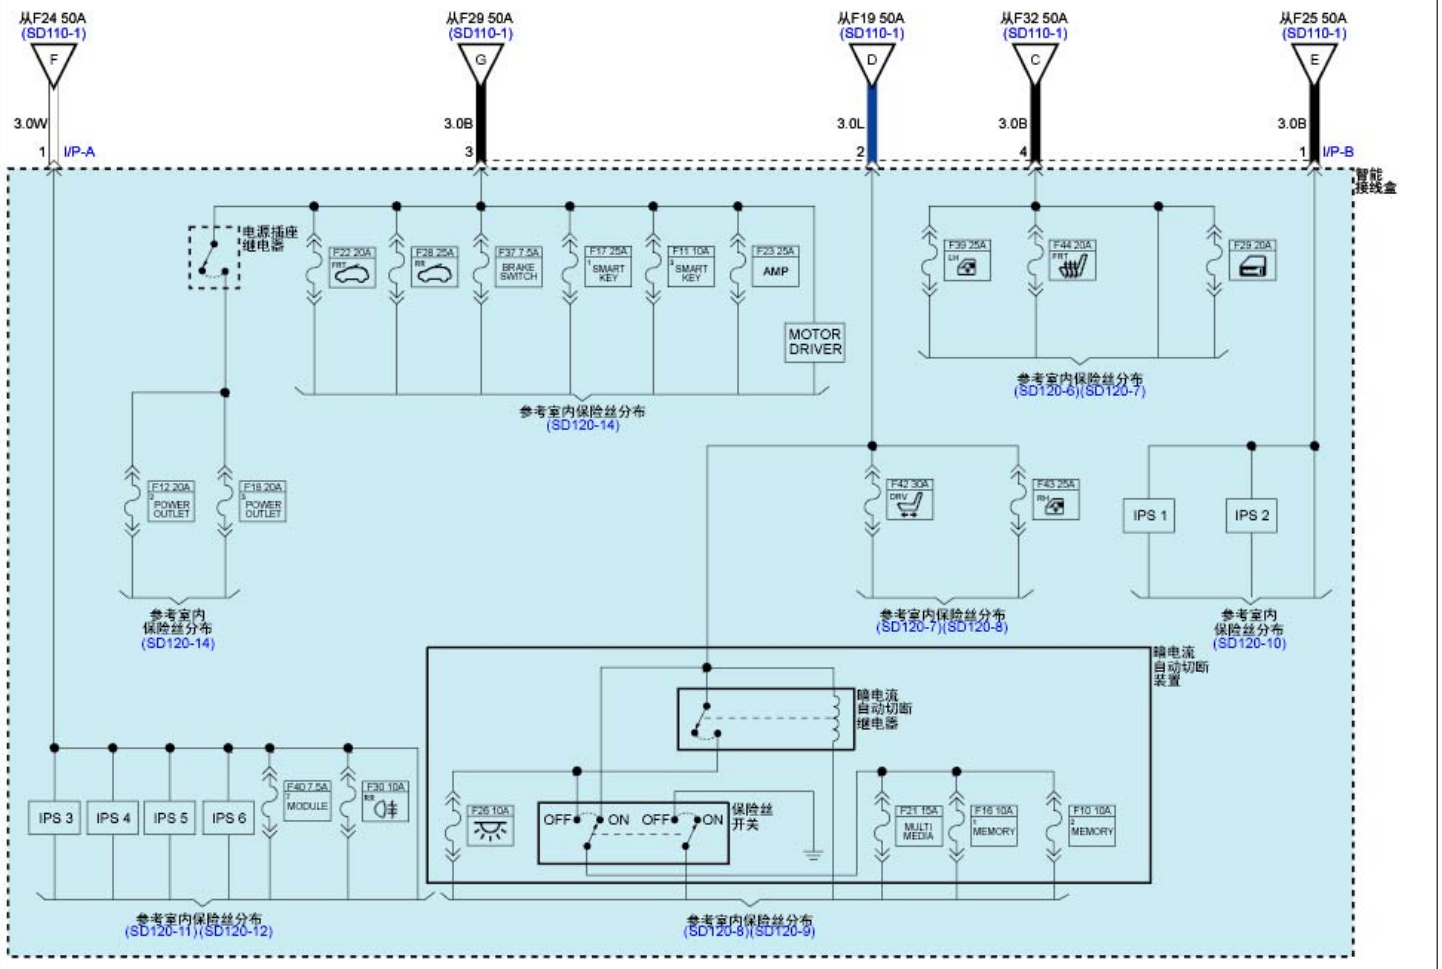 从F24 50A
(SD110-1)
F
3.0W
1
I/P-A
从F29 50A
(SD110-1)
G
3.0B
3
从F19 50A
(SD110-1)
D
3.0L
2
从F32 50A
(SD110-1)
C
3.0B
4
从F25 50A
(SD110-1)
E
3.0B
1
I/P-B
智能
接线盒
电源插座
继电器
F22 20A
FRT
F28 25A
RR
F37 7.5A
BRAKE
SWITCH
F17 25A
1
SMART
KEY
F11 10A
3
SMART
KEY
F23 25A
AMP
MOTOR
DRIVER
参考室内保险丝分布
(SD120-14)
F39 25A
LH
F44 20A
FRT
F29 20A
参考室内保险丝分布
(SD120-6)(SD120-7)
F12 20A
2
POWER
OUTLET
F18 20A
3
POWER
OUTLET
参考室内
保险丝分布
(SD120-14)
F42 30A
DRV
F43 25A
RH
参考室内保险丝分布
(SD120-7)(SD120-8)
IPS 1
IPS 2
参考室内
保险丝分布
(SD120-10)
暗电流
自动切断
装置
暗电流
自动切断
继电器
IPS 3
IPS 4
IPS 5
IPS 6
F40 7.5A
7
MODULE
F30 10A
RR
参考室内保险丝分布
(SD120-11)(SD120-12)
F26 10A
OFF
ON
OFF
ON
保险丝
开关
F21 15A
MULTI
MEDIA
F16 10A
1
MEMORY
F10 10A
2
MEMORY
参考室内保险丝分布
(SD120-8)(SD120-9)